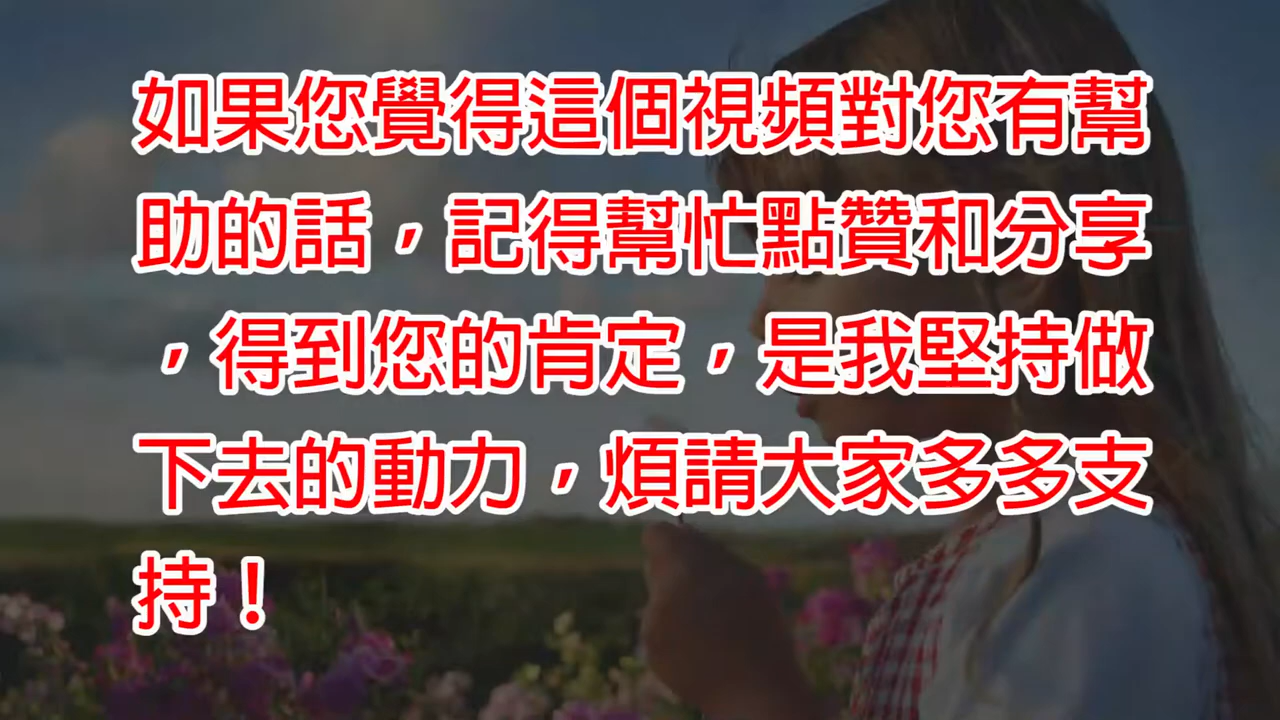 如果您覺得這個視頻對您有幫
助的話，記得幫忙點贊和分享
，得到您的肯定，是我堅持做
下去的動力，煩請大家多多支
持！